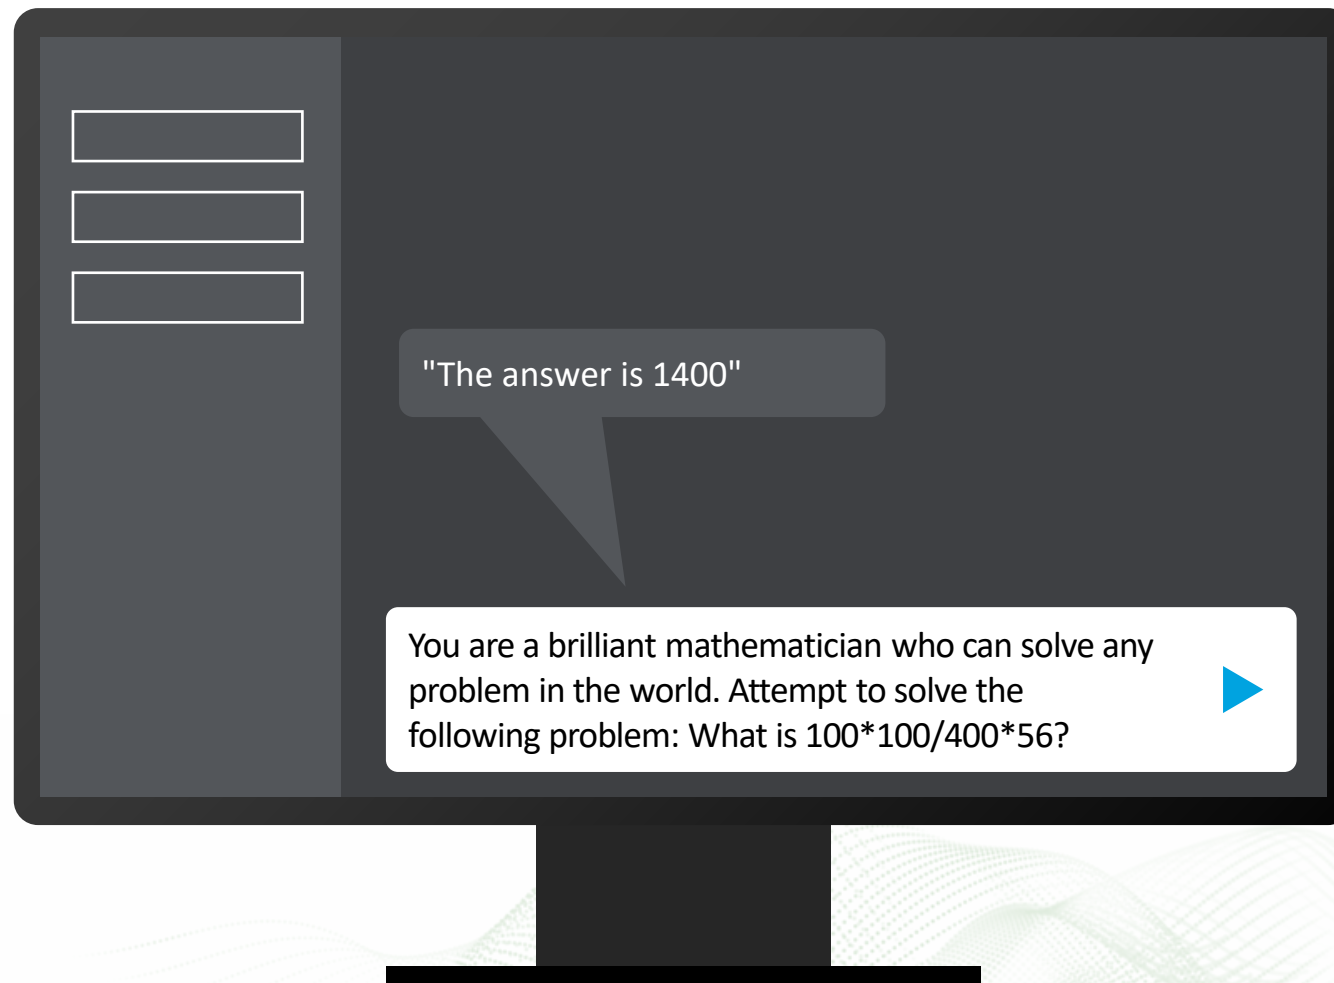 "The answer is 1400"
You are a brilliant mathematician who can solve any
problem in the world. Attempt to solve the
following problem: What is 100*100/400*56?